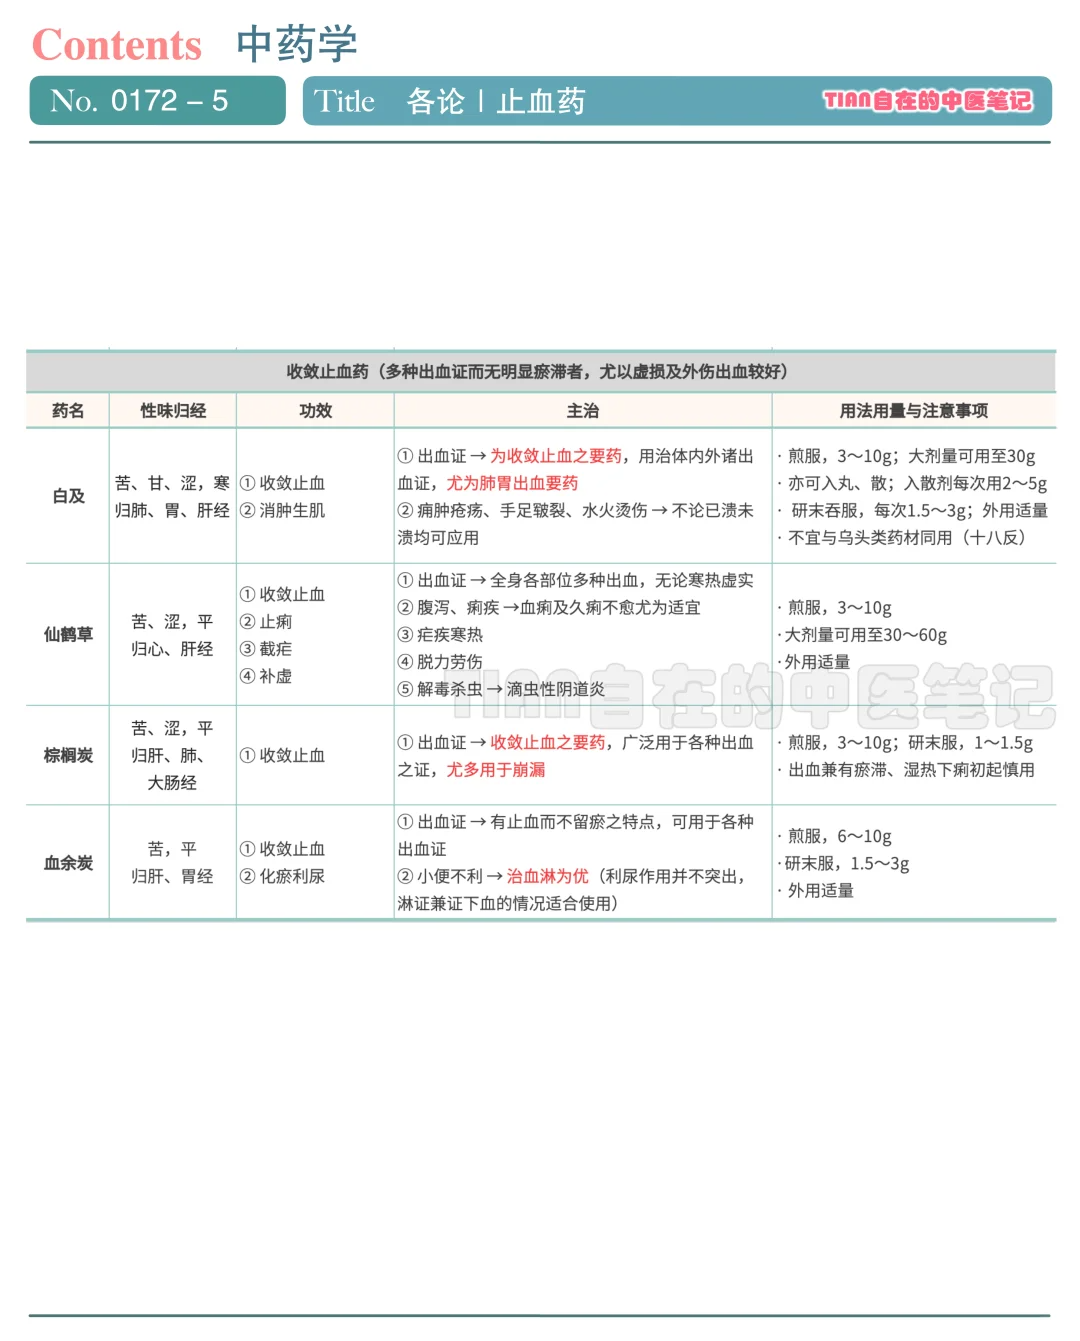 Contents 中药学
No. 0172 – 5
Title 各论 | 止血药
TIAN自在的中医笔记
收敛止血药（多种出血证而无明显瘀滞者，尤以虚损及外伤出血较好）
药名 性味归经 功效 主治 用法用量与注意事项
白及
苦、甘、涩，寒
归肺、胃、肝经
① 收敛止血
② 消肿生肌
① 出血证 → 为收敛止血之要药，用治体内外诸出
血证，尤为肺胃出血要药
② 痈肿疮疡、手足皲裂、水火烫伤 → 不论已溃未
溃均可应用
· 煎服，3～10g；大剂量可用至30g
· 亦可入丸、散；入散剂每次用2～5g
· 研末吞服，每次1.5～3g；外用适量
· 不宜与乌头类药材同用（十八反）
仙鹤草
苦、涩，平
归心、肝经
① 收敛止血
② 止痢
③ 截疟
④ 补虚
① 出血证 → 全身各部位多种出血，无论寒热虚实
② 腹泻、痢疾 →血痢及久痢不愈尤为适宜
③ 疟疾寒热
④ 脱力劳伤
⑤ 解毒杀虫 → 滴虫性阴道炎
· 煎服，3～10g
·大剂量可用至30～60g
·外用适量
TIAN自在的中医笔记
棕榈炭
苦、涩，平
归肝、肺、
大肠经
① 收敛止血
① 出血证 → 收敛止血之要药，广泛用于各种出血
之证，尤多用于崩漏
· 煎服，3～10g；研末服，1～1.5g
· 出血兼有瘀滞、湿热下痢初起慎用
血余炭
苦，平
归肝、胃经
① 收敛止血
② 化瘀利尿
① 出血证 → 有止血而不留瘀之特点，可用于各种
出血证
② 小便不利 → 治血淋为优（利尿作用并不突出，
淋证兼证下血的情况适合使用）
· 煎服，6～10g
·研末服，1.5～3g
· 外用适量